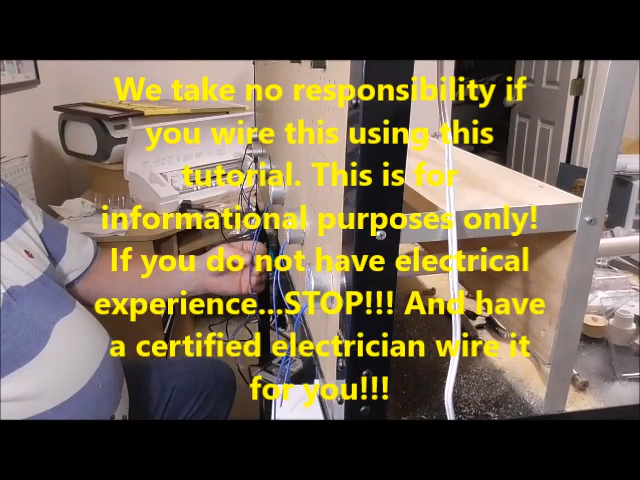 We take no responsibility if
you wire this using this
tutorial. This is for
informational purposes only!
If you do not have electrical
experience...STOP!!! And have
a certified electrician wire it
for you!!!